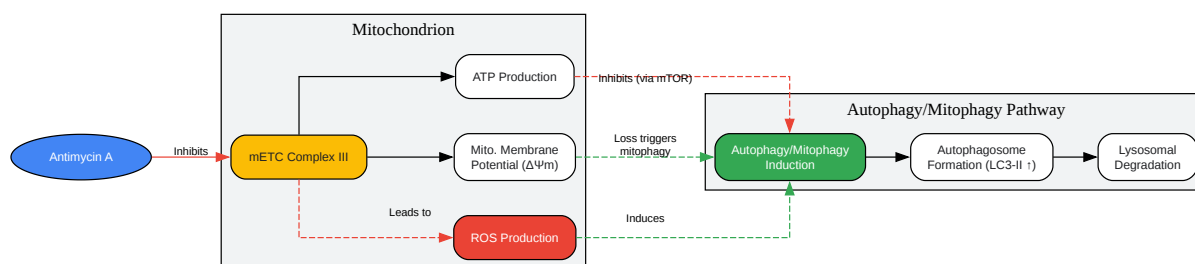 Mitochondrion
ATP Production
Inhibits (via mTOR)
Autophagy/Mitophagy Pathway
Antimycin A
Inhibits
mETC Complex III
Mito. Membrane
Potential (ΔΨm)
Loss triggers
mitophagy
Autophagy/Mitophagy
Induction
Autophagosome
Formation (LC3-II ↑)
Lysosomal
Degradation
Leads to
ROS Production
Induces